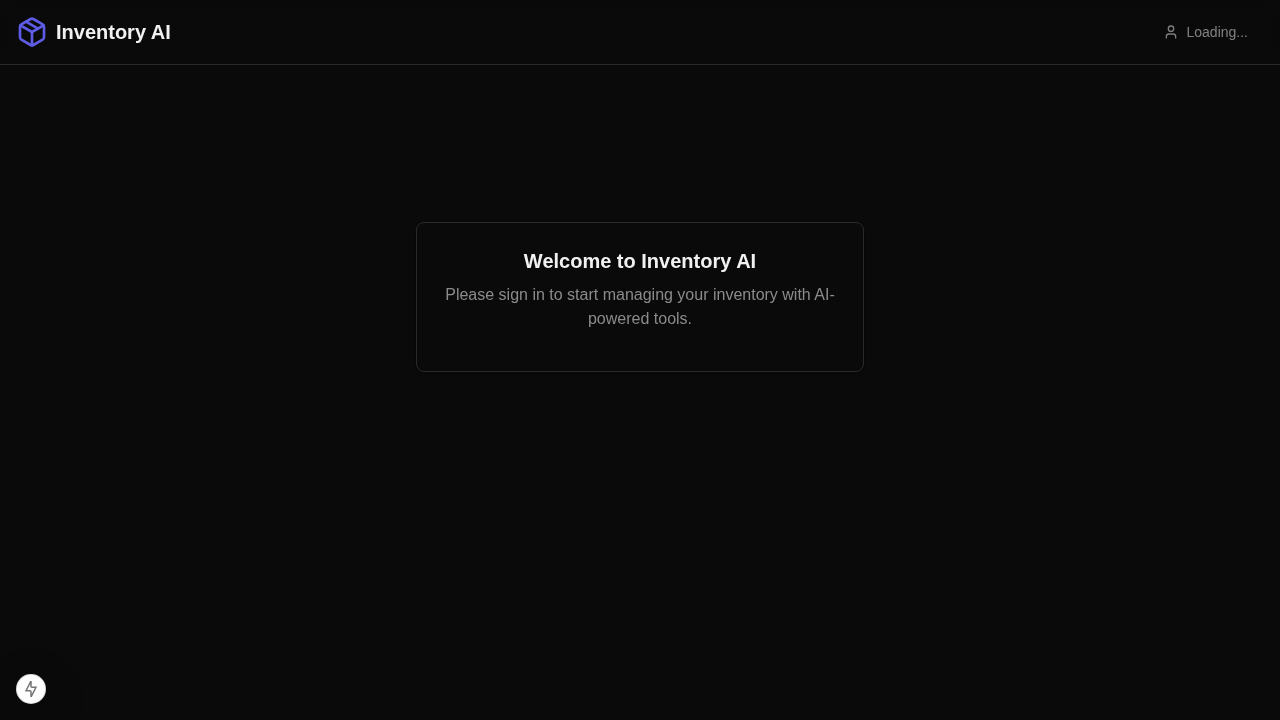 Inventory AI
Loading...
Welcome to Inventory AI
Please sign in to start managing your inventory with AI-
powered tools.